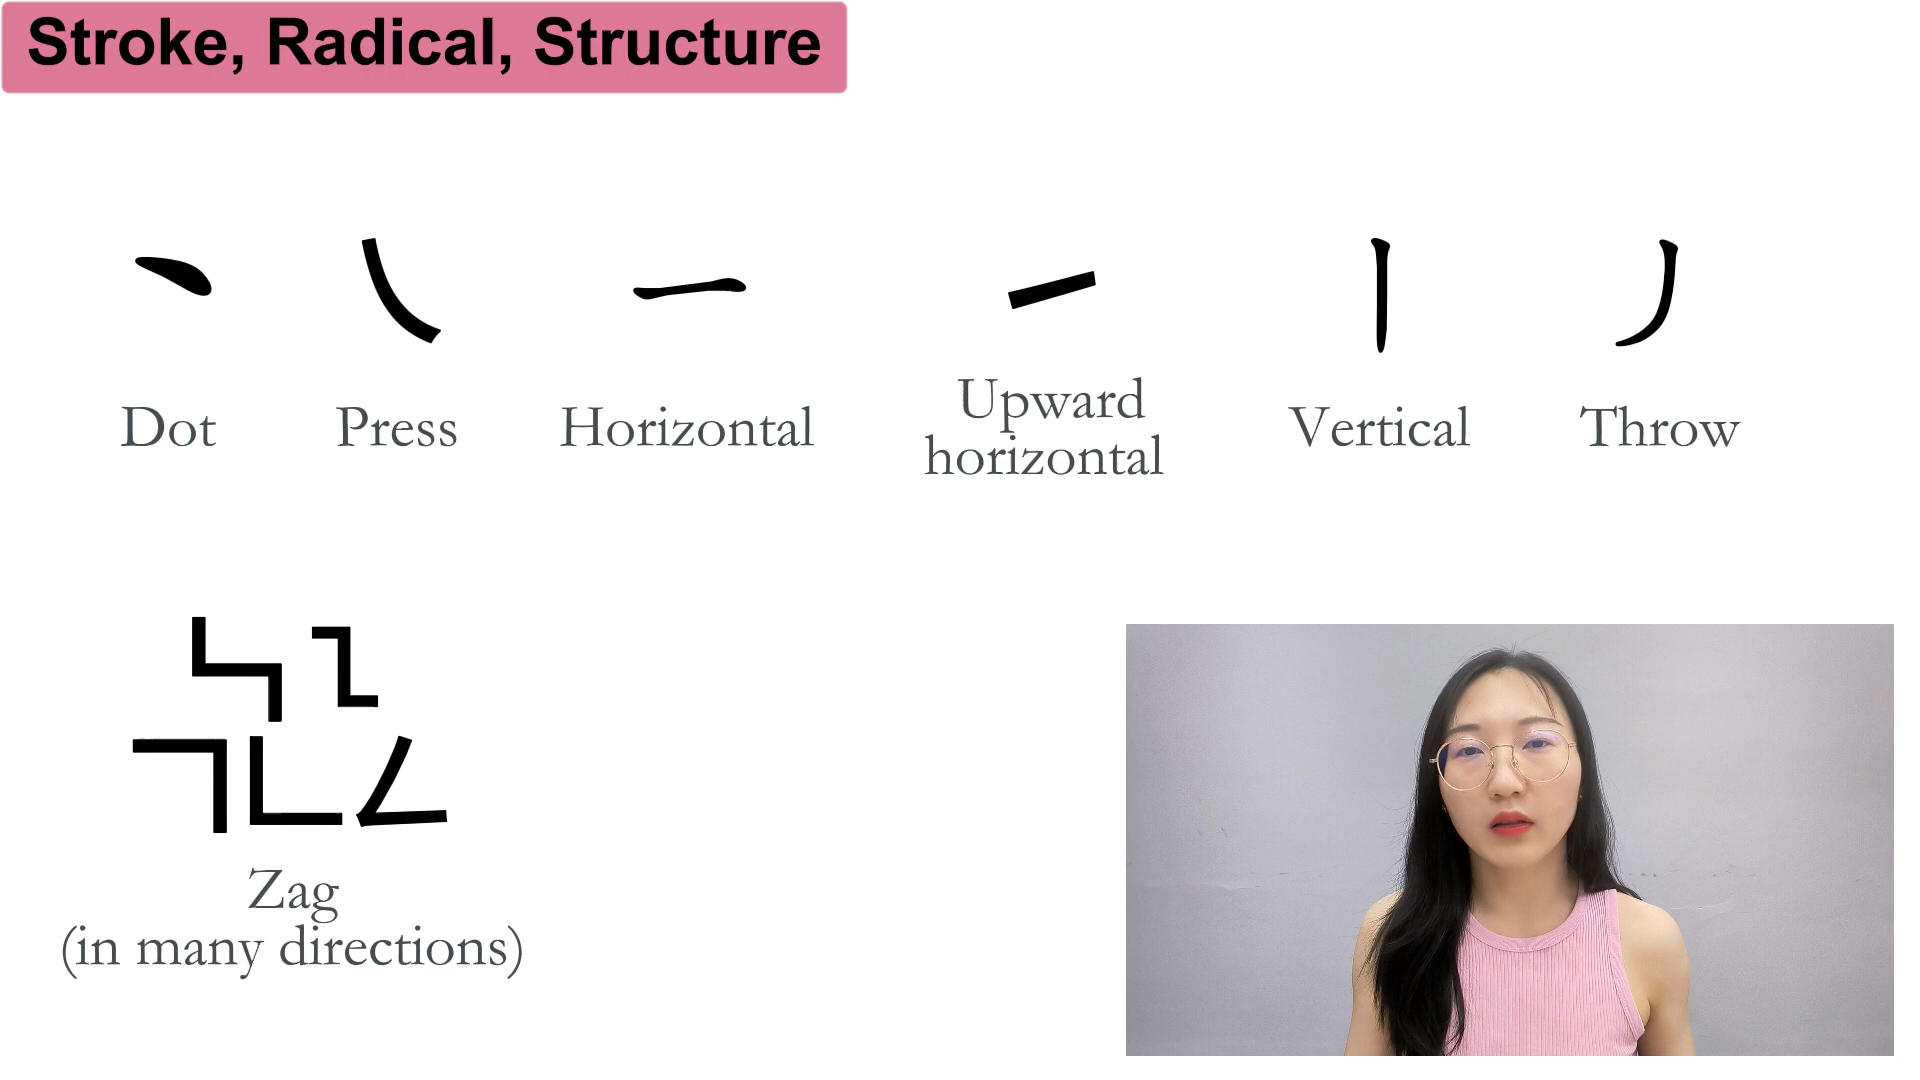 Stroke, Radical, Structure
Dot
Press
Horizontal
Upward
horizontal
Vertical
Throw
Zag
(in many directions)